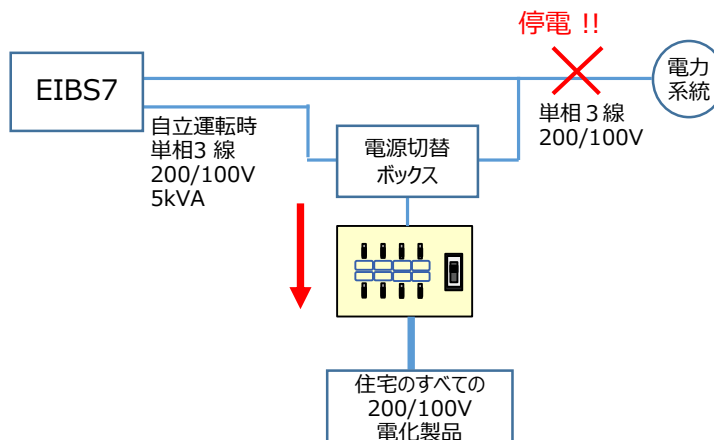 停電 !!
EIBS7
電力
系統
自立運転時
単相3 線
200/100V
5kVA
単相３線
200/100V
電源切替
ボックス
住宅のすべての
200/100V
電化製品